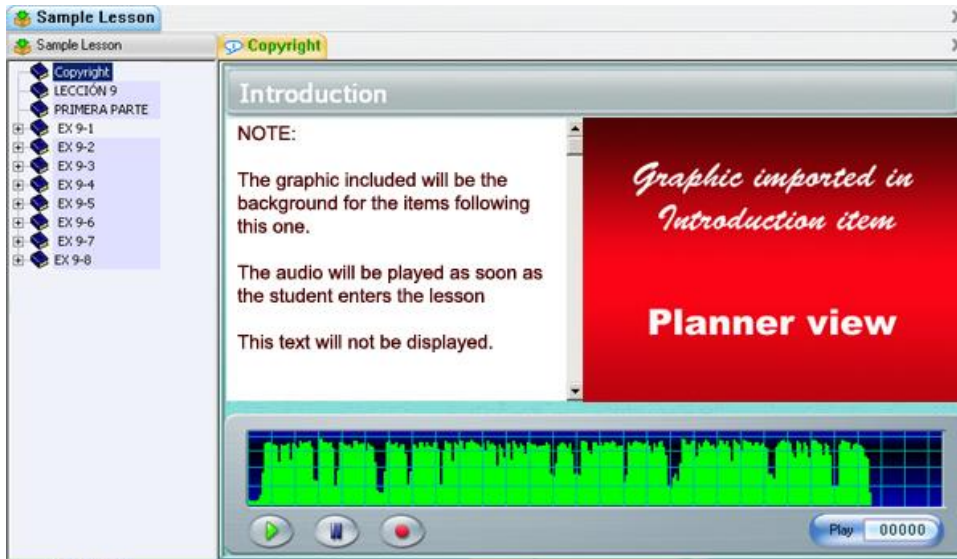 Sample Lesson
Sample Lesson
Copyright
LECCIÓN 9
PRIMERA PARTE
EX 9-1
EX 9-2
EX 9-3
EX 9-4
EX 9-5
EX 9-6
EX 9-7
EX 9-8
Copyright
Introduction
NOTE:
The graphic included will be the
background for the items following
this one.
The audio will be played as soon as
the student enters the lesson
This text will not be displayed.
Graphic imported in
Introduction item
Planner view
Play 00000